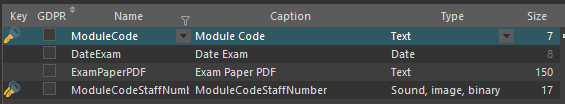 Key GDPR Name Caption Type Size
ModuleCode Module Code Text 7
DateExam Date Exam Date 8
ExamPaperPDF Exam Paper PDF Text 150
ModuleCodeStaffNumb ModuleCodeStaffNumber Sound, image, binary 17